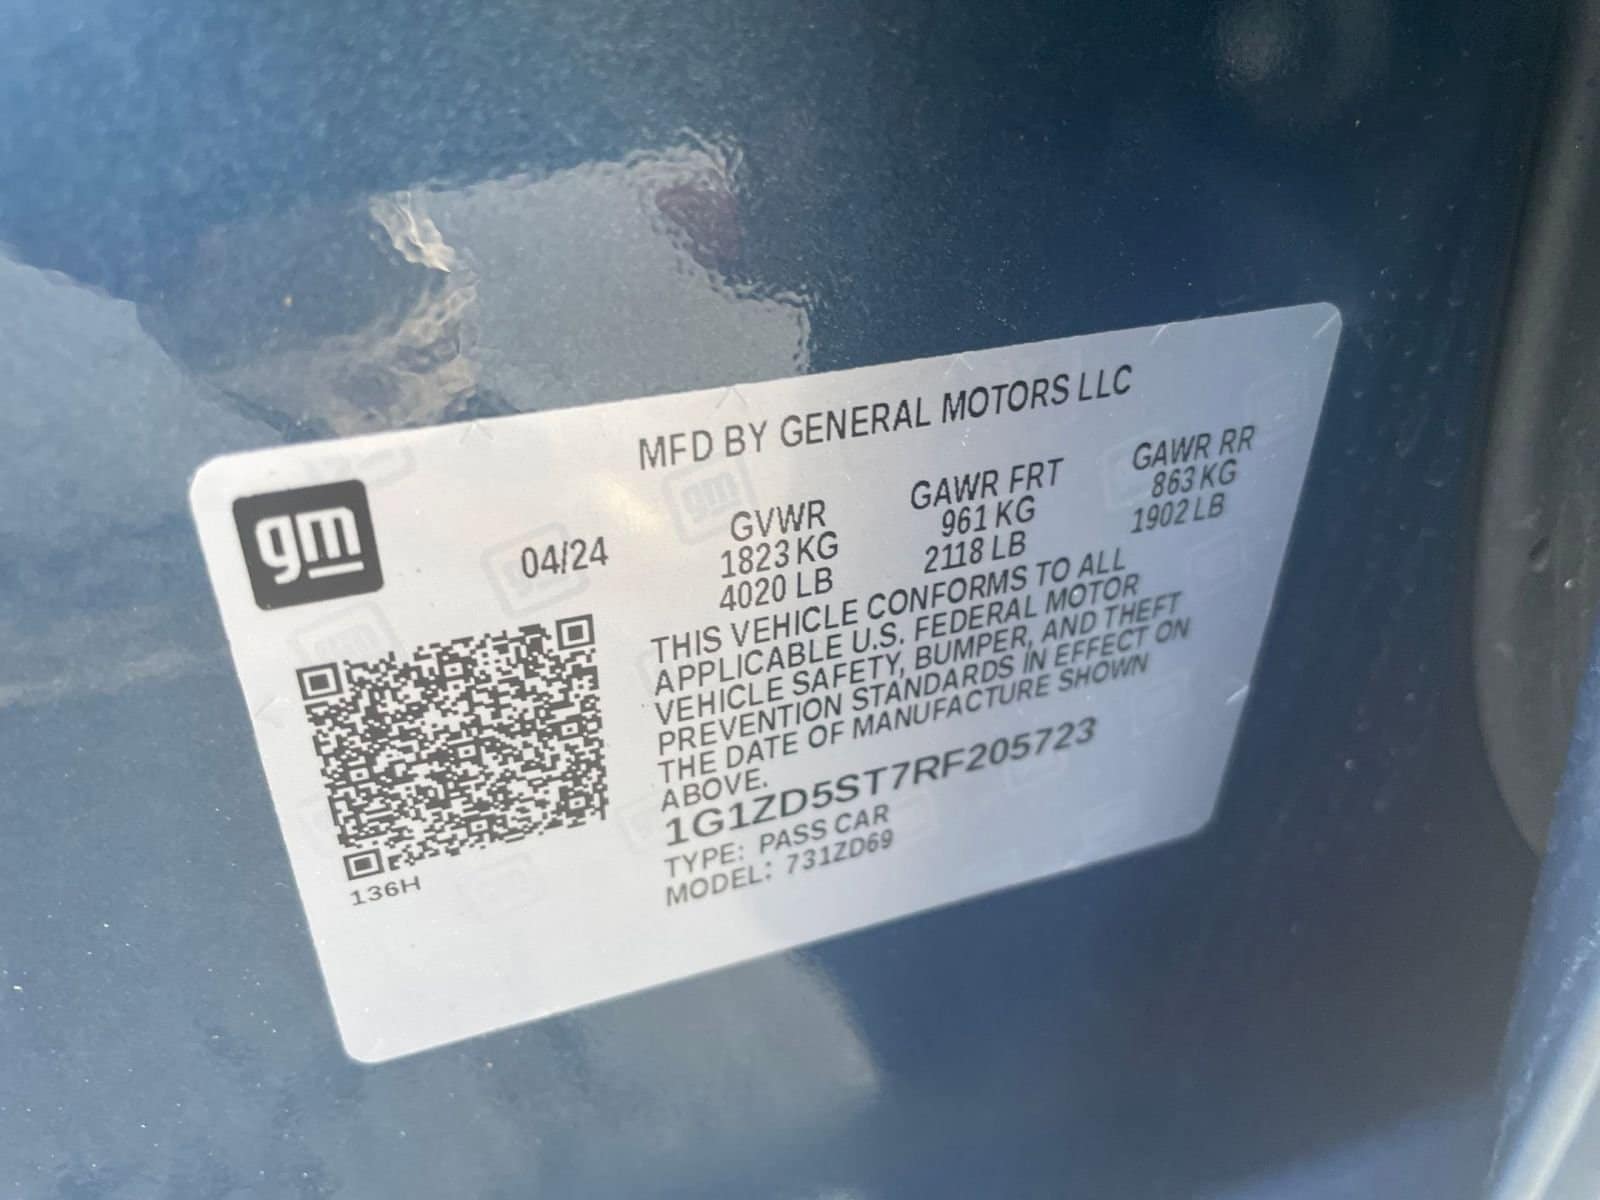 MFD BY GENERAL MOTORS LLC
gm
04/24
GVWR
1823 KG
4020 LB
GAWR FRT
961 KG
2118 LB
GAWR RR
863 KG
1902 LB
THIS VEHICLE CONFORMS TO ALL
APPLICABLE U.S. FEDERAL MOTOR
VEHICLE SAFETY, BUMPER, AND THEFT
PREVENTION STANDARDS IN EFFECT ON
THE DATE OF MANUFACTURE SHOWN
ABOVE.
1G1ZD5ST7RF205723
TYPE: PASS CAR
MODEL: 731ZD69
136H